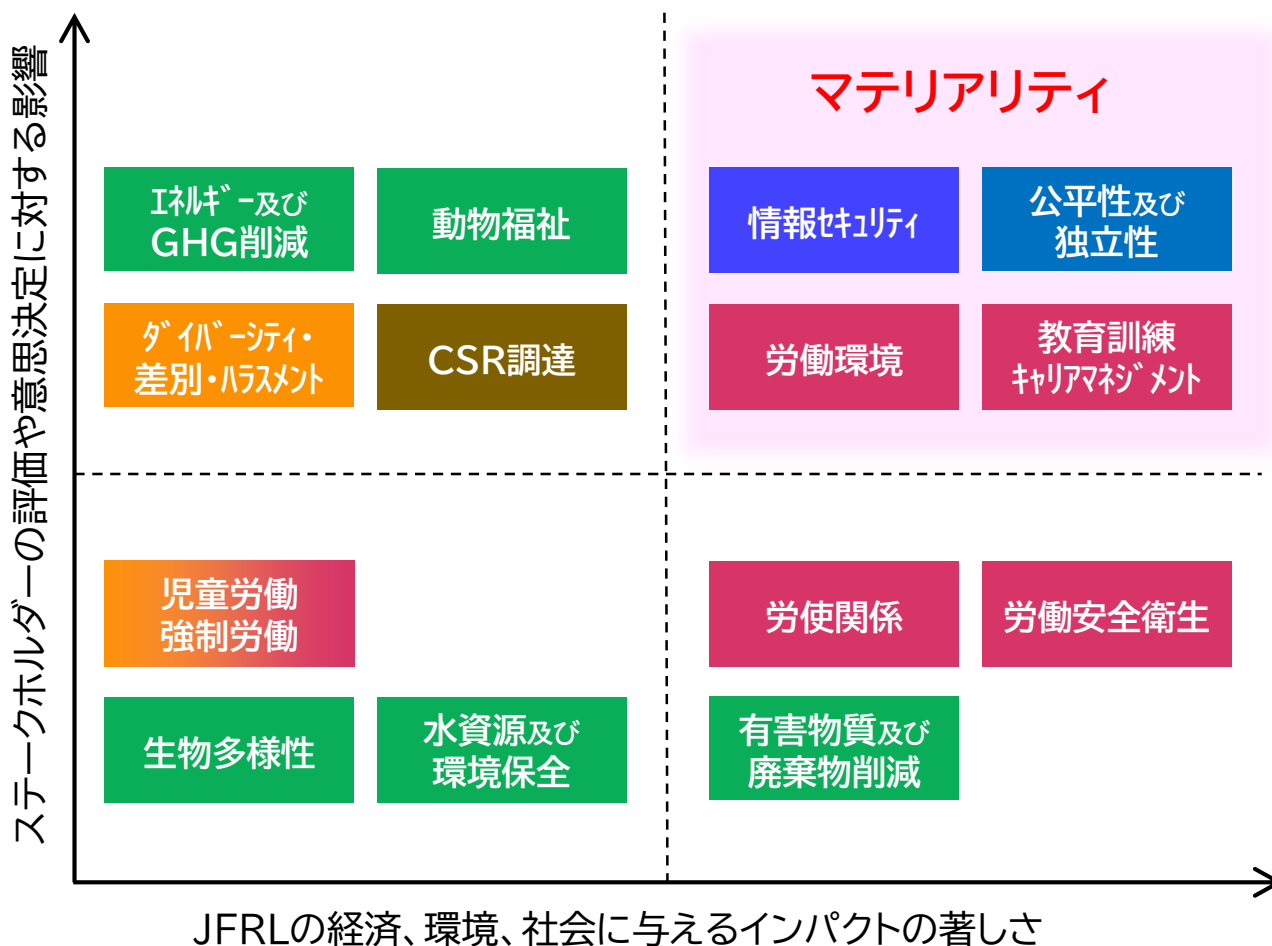 ステークホルダーの評価や意思決定に対する影響
マテリアリティ
ｴﾈﾙｷﾞｰ及び
GHG削減
動物福祉
情報ｾｷｭﾘﾃｨ
公平性及び
独立性
ﾀﾞｲﾊﾞｰｼﾃｨ・
差別・ﾊﾗｽﾒﾝﾄ
CSR調達
労働環境
教育訓練
ｷｬﾘｱﾏﾈｼﾞﾒﾝﾄ
児童労働
強制労働
労使関係
労働安全衛生
生物多様性
水資源及び
環境保全
有害物質及び
廃棄物削減
JFRLの経済、環境、社会に与えるインパクトの著しさ